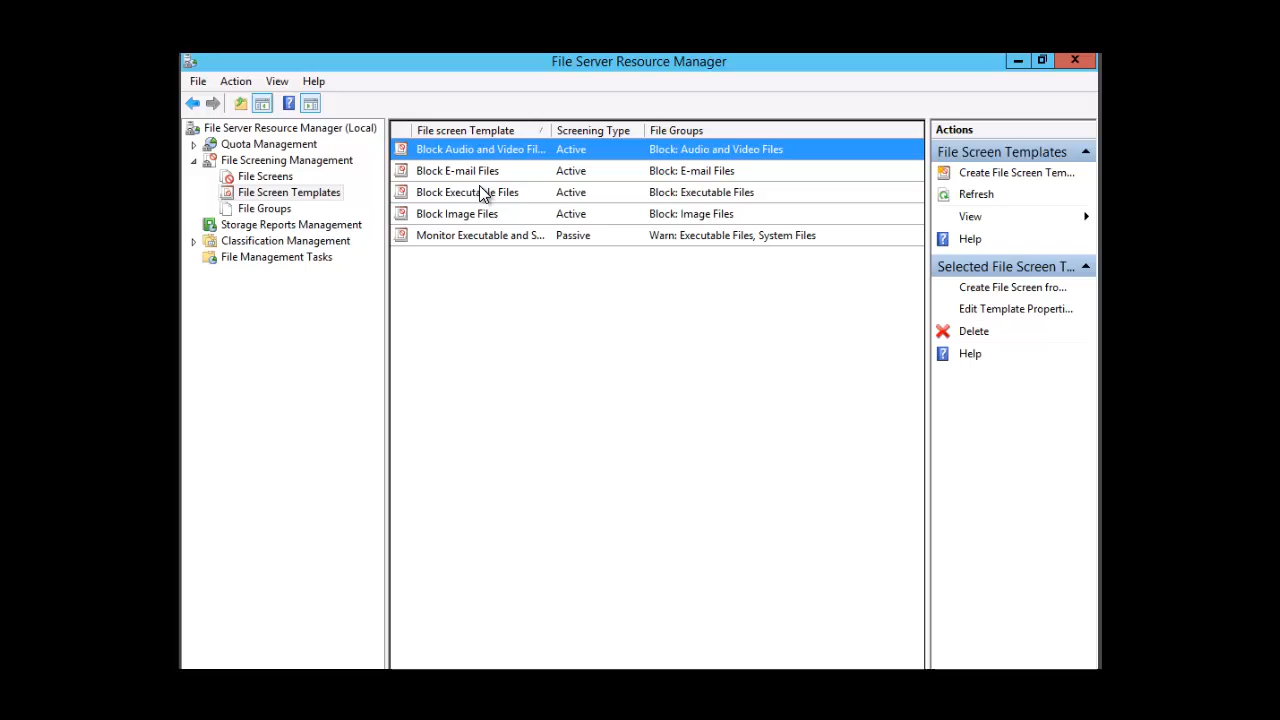 File Server Resource Manager
File Action View Help
File Server Resource Manager (Local)
Quota Management
File Screening Management
File Screens
File Screen Templates
File Groups
Storage Reports Management
Classification Management
File Management Tasks
File screen Template Screening Type File Groups
Block Audio and Video Fil... Active Block: Audio and Video Files
Block E-mail Files Active Block: E-mail Files
Block Executable Files Active Block: Executable Files
Block Image Files Active Block: Image Files
Monitor Executable and S... Passive Warn: Executable Files, System Files
Actions
File Screen Templates
Create File Screen Tem...
Refresh
View
Help
Selected File Screen T...
Create File Screen fro...
Edit Template Properti...
Delete
Help